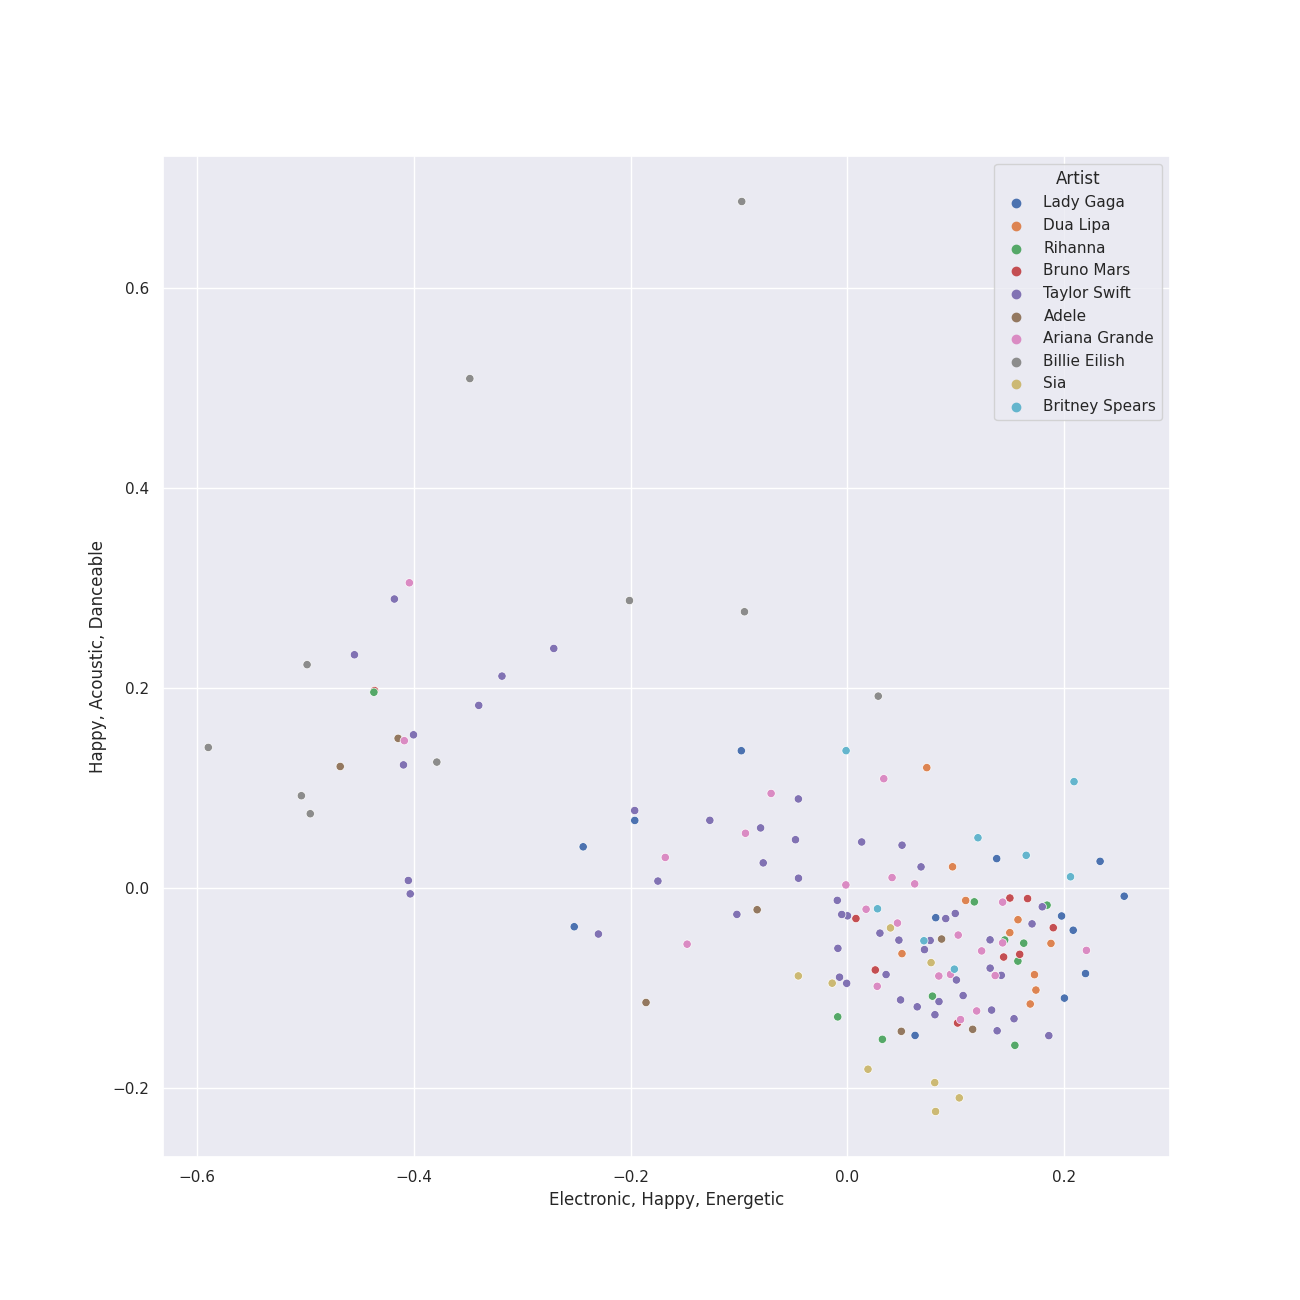 Artist
Lady Gaga
Dua Lipa
Rihanna
Bruno Mars
Taylor Swift
Adele
Ariana Grande
Billie Eilish
Sia
Britney Spears
0.6
0.4
0.2
0.0
−0.2
Happy, Acoustic, Danceable
−0.6 −0.4 −0.2 0.0 0.2
Electronic, Happy, Energetic